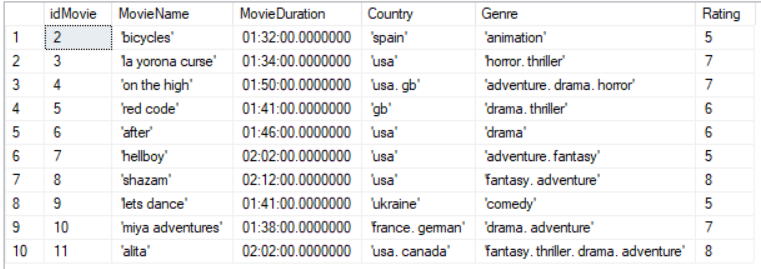 idMovie MovieName MovieDuration Country Genre Rating
1 2 'bicycles' 01:32:00.0000000 'spain' 'animation' 5
2 3 'la yorona curse' 01:34:00.0000000 'usa' 'horror. thriller' 7
3 4 'on the high' 01:50:00.0000000 'usa. gb' 'adventure. drama. horror' 7
4 5 'red code' 01:41:00.0000000 'gb' 'drama. thriller' 6
5 6 'after' 01:46:00.0000000 'usa' 'drama' 6
6 7 'hellboy' 02:02:00.0000000 'usa' 'adventure. fantasy' 5
7 8 'shazam' 02:12:00.0000000 'usa' 'fantasy. adventure' 8
8 9 'lets dance' 01:41:00.0000000 'ukraine' 'comedy' 5
9 10 'miya adventures' 01:38:00.0000000 'france. german' 'drama. adventure' 7
10 11 'alita' 02:02:00.0000000 'usa. canada' 'fantasy. thriller. drama. adventure' 8